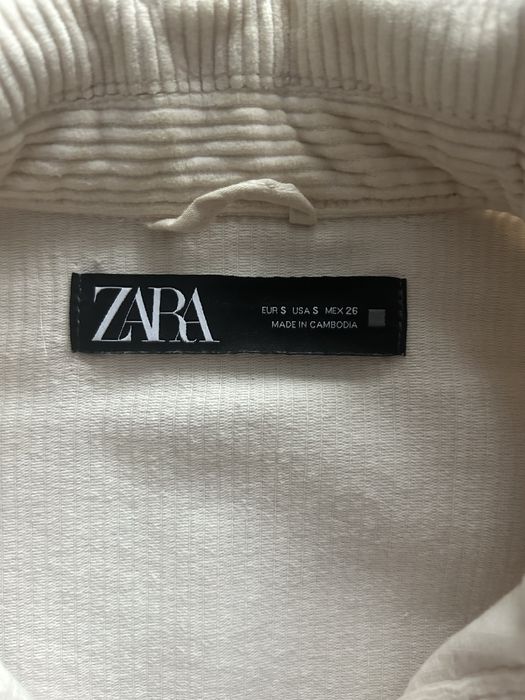 ZARA
EUR S USA S MEX 26
MADE IN CAMBODIA